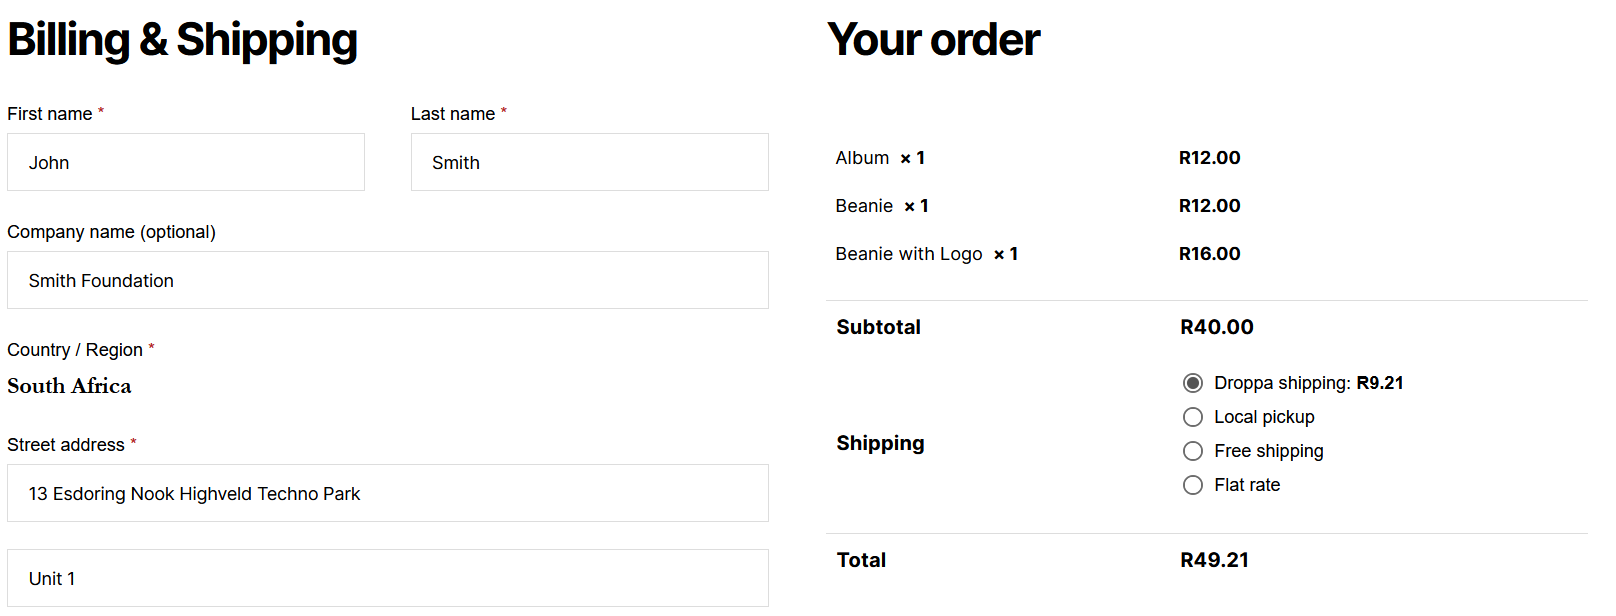 Billing & Shipping
First name *
Last name *
John
Smith
Company name (optional)
Smith Foundation
Country / Region *
South Africa
Street address *
13 Esdoring Nook Highveld Techno Park
Unit 1
Your order
Album × 1 R12.00
Beanie × 1 R12.00
Beanie with Logo × 1 R16.00
Subtotal R40.00
Shipping
Droppa shipping: R9.21
Local pickup
Free shipping
Flat rate
Total R49.21